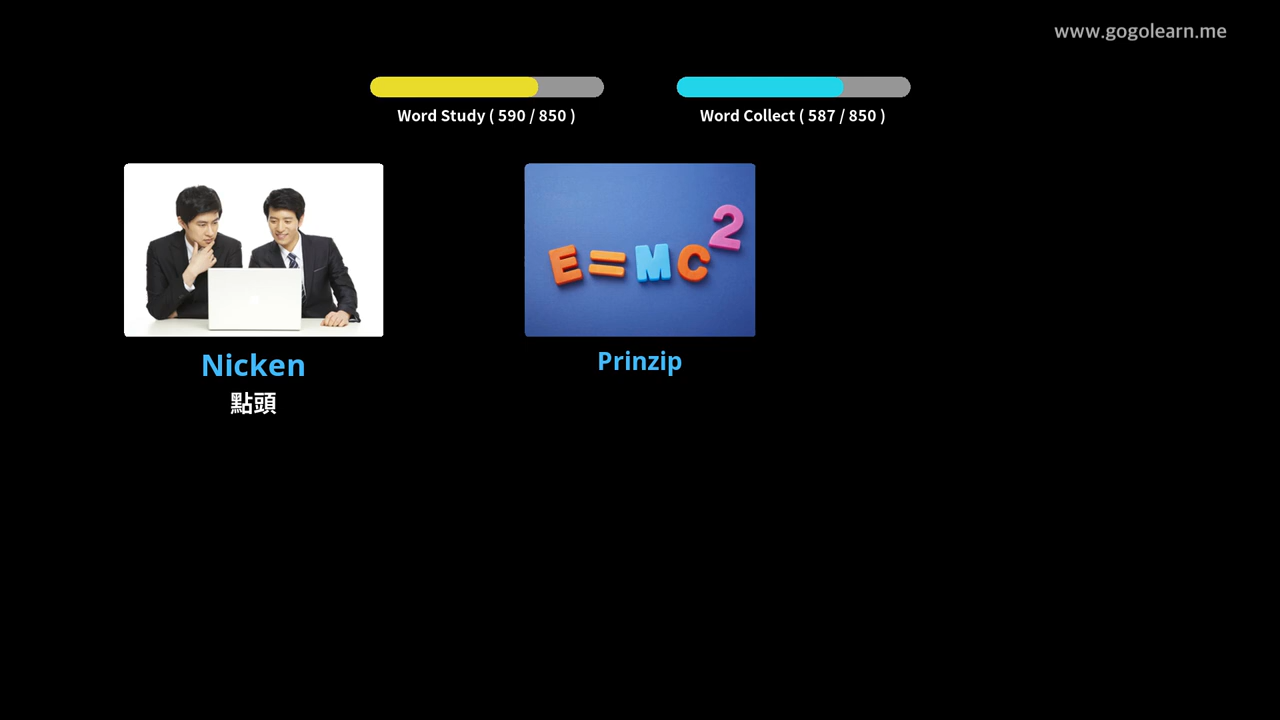 www.gogolearn.me
Word Study ( 590 / 850 )
Word Collect ( 587 / 850 )
E=MC2
Nicken
點頭
Prinzip